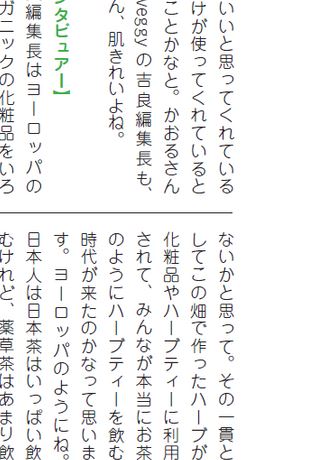 いいと思ってくれている
けが使ってくれていると
ことかなと。かおるさん
veggy の吉良編集長も、
ん、肌きれいよね。
ンタビュアー】
編集長はヨーロッパの
ガニックの化粧品をいろ
ないかと思って。その一貫と
してこの畑で作ったハーブが
化粧品やハーブティーに利用
されて、みんなが本当にお茶
のようにハーブティーを飲む
時代が来たのかなって思いま
す。ヨーロッパのようにね。
日本人は日本茶はいっぱい飲
むけれど、薬草茶はあまり飲